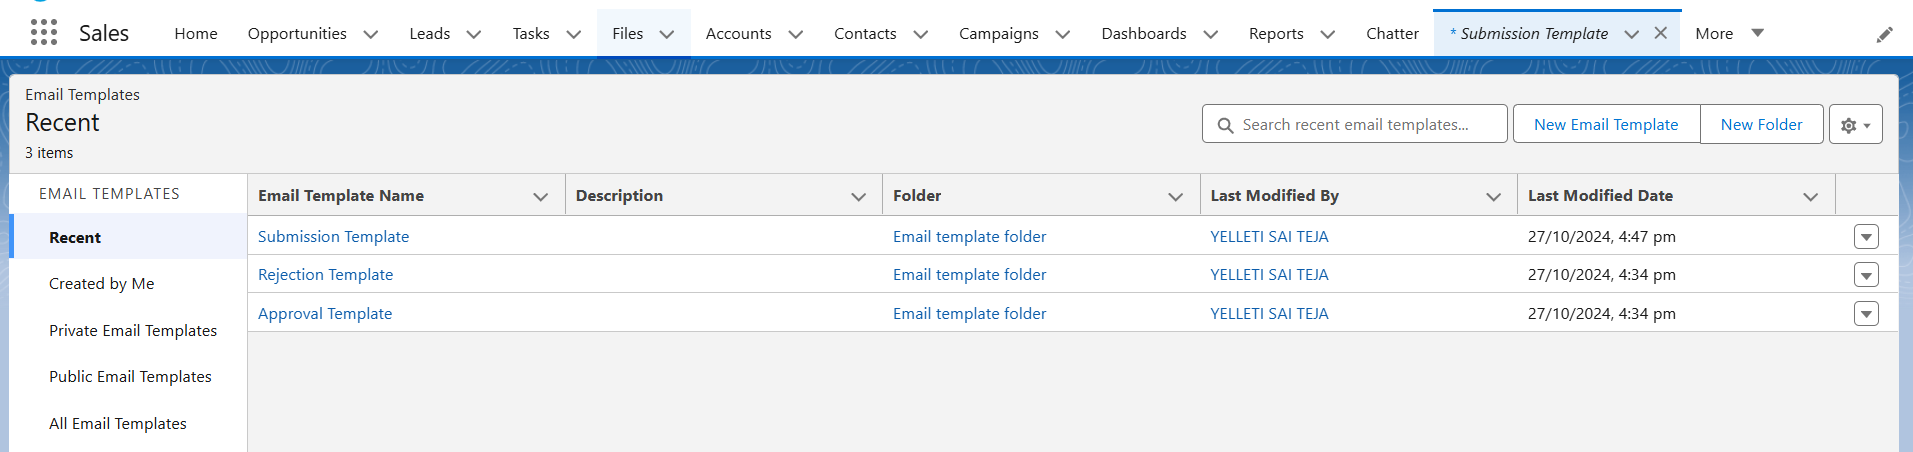 Sales Home Opportunities Leads Tasks Files Accounts Contacts Campaigns Dashboards Reports Chatter * Submission Template More
Email Templates
Recent
3 items
Search recent email templates... New Email Template New Folder
EMAIL TEMPLATES
Recent
Created by Me
Private Email Templates
Public Email Templates
All Email Templates
Email Template Name Description Folder Last Modified By Last Modified Date
Submission Template Email template folder YELLETI SAI TEJA 27/10/2024, 4:47 pm
Rejection Template Email template folder YELLETI SAI TEJA 27/10/2024, 4:34 pm
Approval Template Email template folder YELLETI SAI TEJA 27/10/2024, 4:34 pm